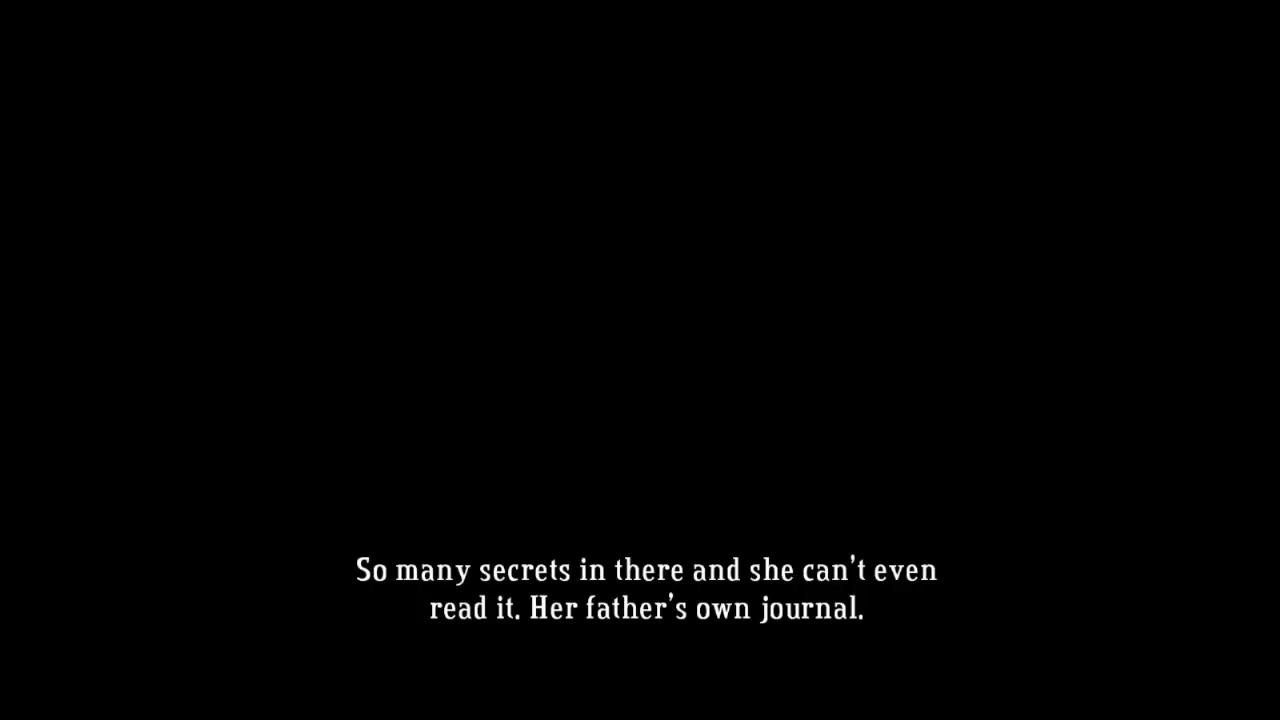 So many secrets in there and she can't even
read it. Her father's own journal.